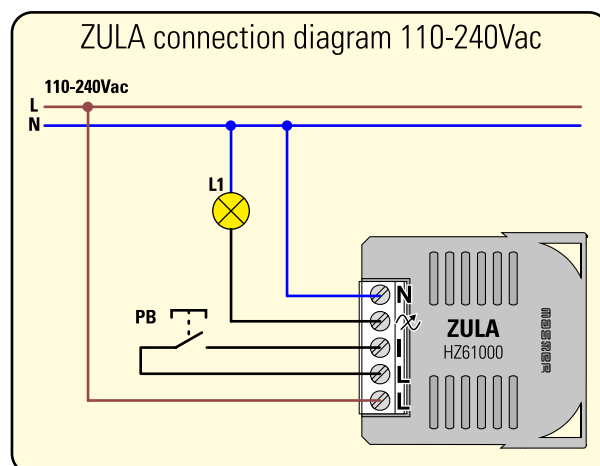 ZULA connection diagram 110-240Vac
110-240Vac
L
N
L1
PB
N
I
L
L
ZULA
HZ61000